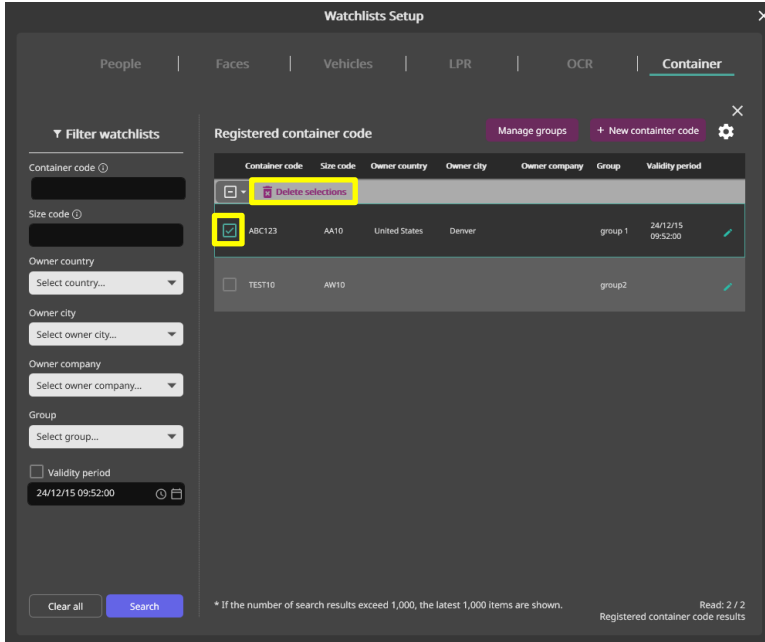 Watchlists Setup
People | Faces | Vehicles | LPR | OCR | Container
Filter watchlists
Container code
Size code
Owner country
Select country...
Owner city
Select owner city...
Owner company
Select owner company...
Group
Select group...
Validity period
24/12/15 09:52:00
Clear all Search
Registered container code
Manage groups + New containter code
Container code Size code Owner country Owner city Owner company Group Validity period
Delete selections
ABC123 AA10 United States Denver group 1 24/12/15
09:52:00
TEST10 AW10 group2
* If the number of search results exceed 1,000, the latest 1,000 items are shown.
Read: 2 / 2
Registered container code results